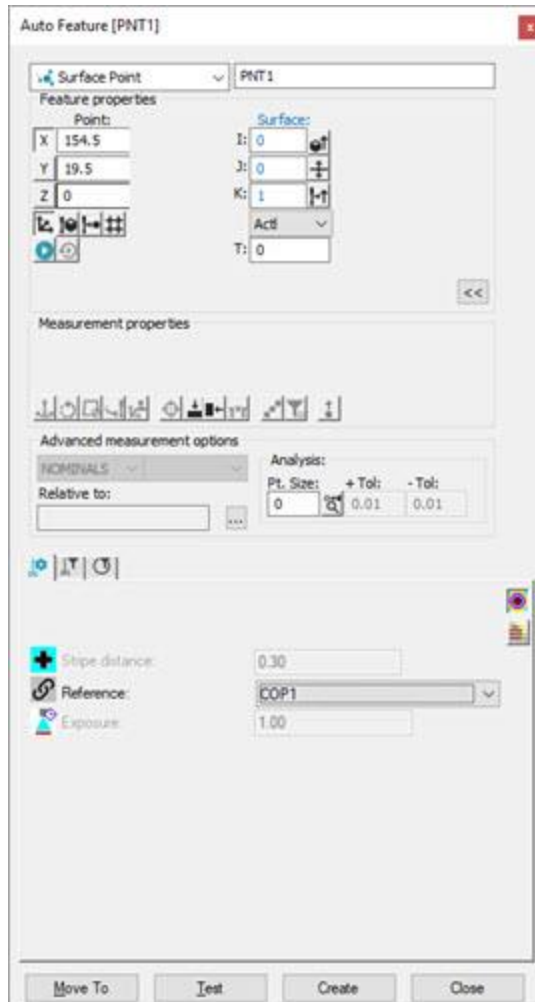 Auto Feature [PNT1]
x
Surface Point
PNT1
Feature properties
Point:
Surface:
X 154.5
I: 0
Y 19.5
J: 0
Z 0
K: 1
Actl
T: 0
<<
Measurement properties
Advanced measurement options
NOMINALS
Analysis:
Relative to:
Pt. Size: + Tol: - Tol:
0 0.01 0.01
...
Stripe distance: 0.30
Reference: COP1
Exposure: 1.00
Move To Test Create Close